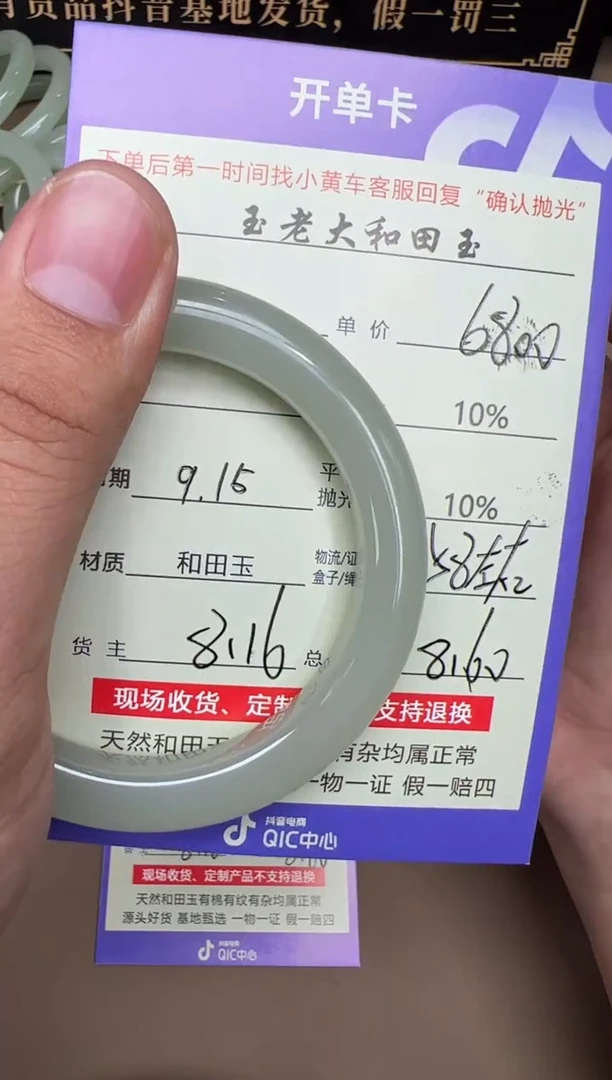 有货品抖音基地发货，假一罚三
开单卡
下单后第一时间找小黄车客服回复“确认抛光”
玉老大和田玉
单价 6800
10%
期 9.15 平
抛光 10%
材质 和田玉 物流/证
盒子/绳
货主 8.16 总 8160
现场收货、定制 支持退换
天然和田玉 有杂均属正常
一物一证 假一赔四
抖音电商
QIC中心
现场收货、定制产品不支持退换
天然和田玉有棉有纹有杂均属正常
源头好货 基地甄选 一物一证 假一赔四
抖音电商
QIC中心